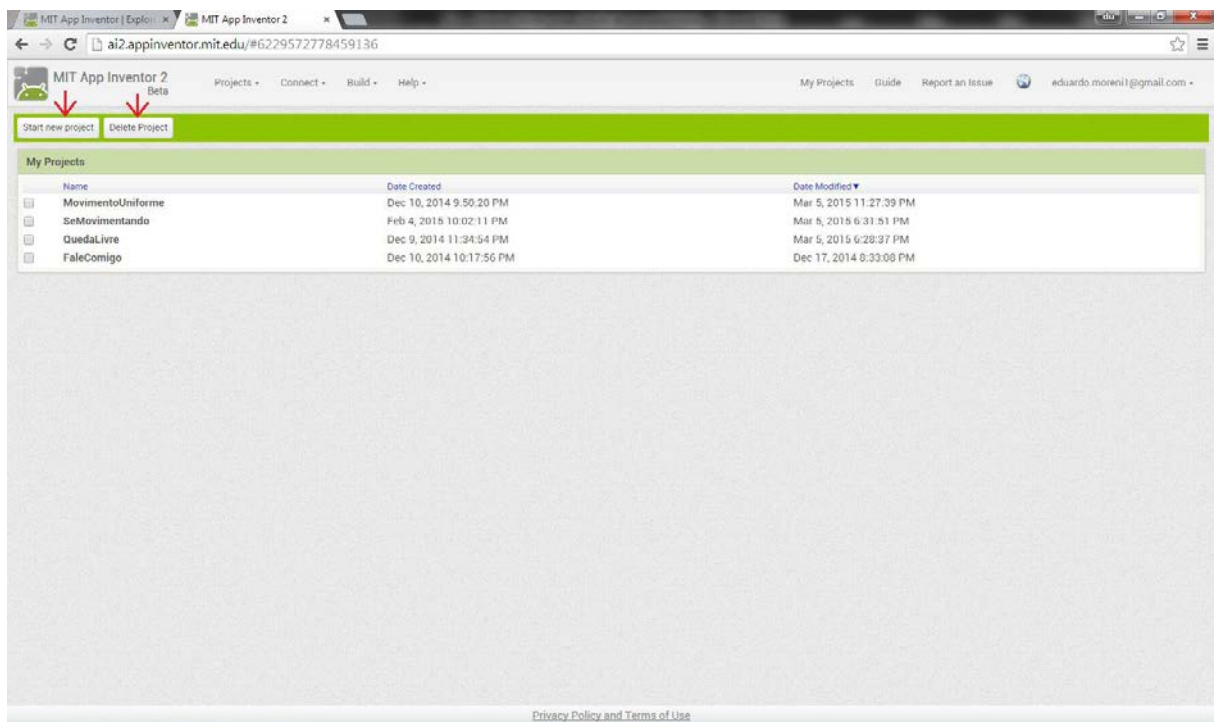 MIT App Inventor | Explor
MIT App Inventor 2
du
ai2.appinventor.mit.edu/#6229572778459136
MIT App Inventor 2
Beta
Projects
Connect
Build
Help
My Projects
Guide
Report an Issue
eduardo.moreni1@gmail.com
Start new project
Delete Project
My Projects
Name Date Created Date Modified
MovimentoUniforme Dec 10, 2014 9:50:20 PM Mar 5, 2015 11:27:39 PM
SeMovimentando Feb 4, 2015 10:02:11 PM Mar 5, 2015 6:31:51 PM
QuedaLivre Dec 9, 2014 11:34:54 PM Mar 5, 2015 6:28:37 PM
FaleComigo Dec 10, 2014 10:17:56 PM Dec 17, 2014 8:33:08 PM
Privacy Policy and Terms of Use